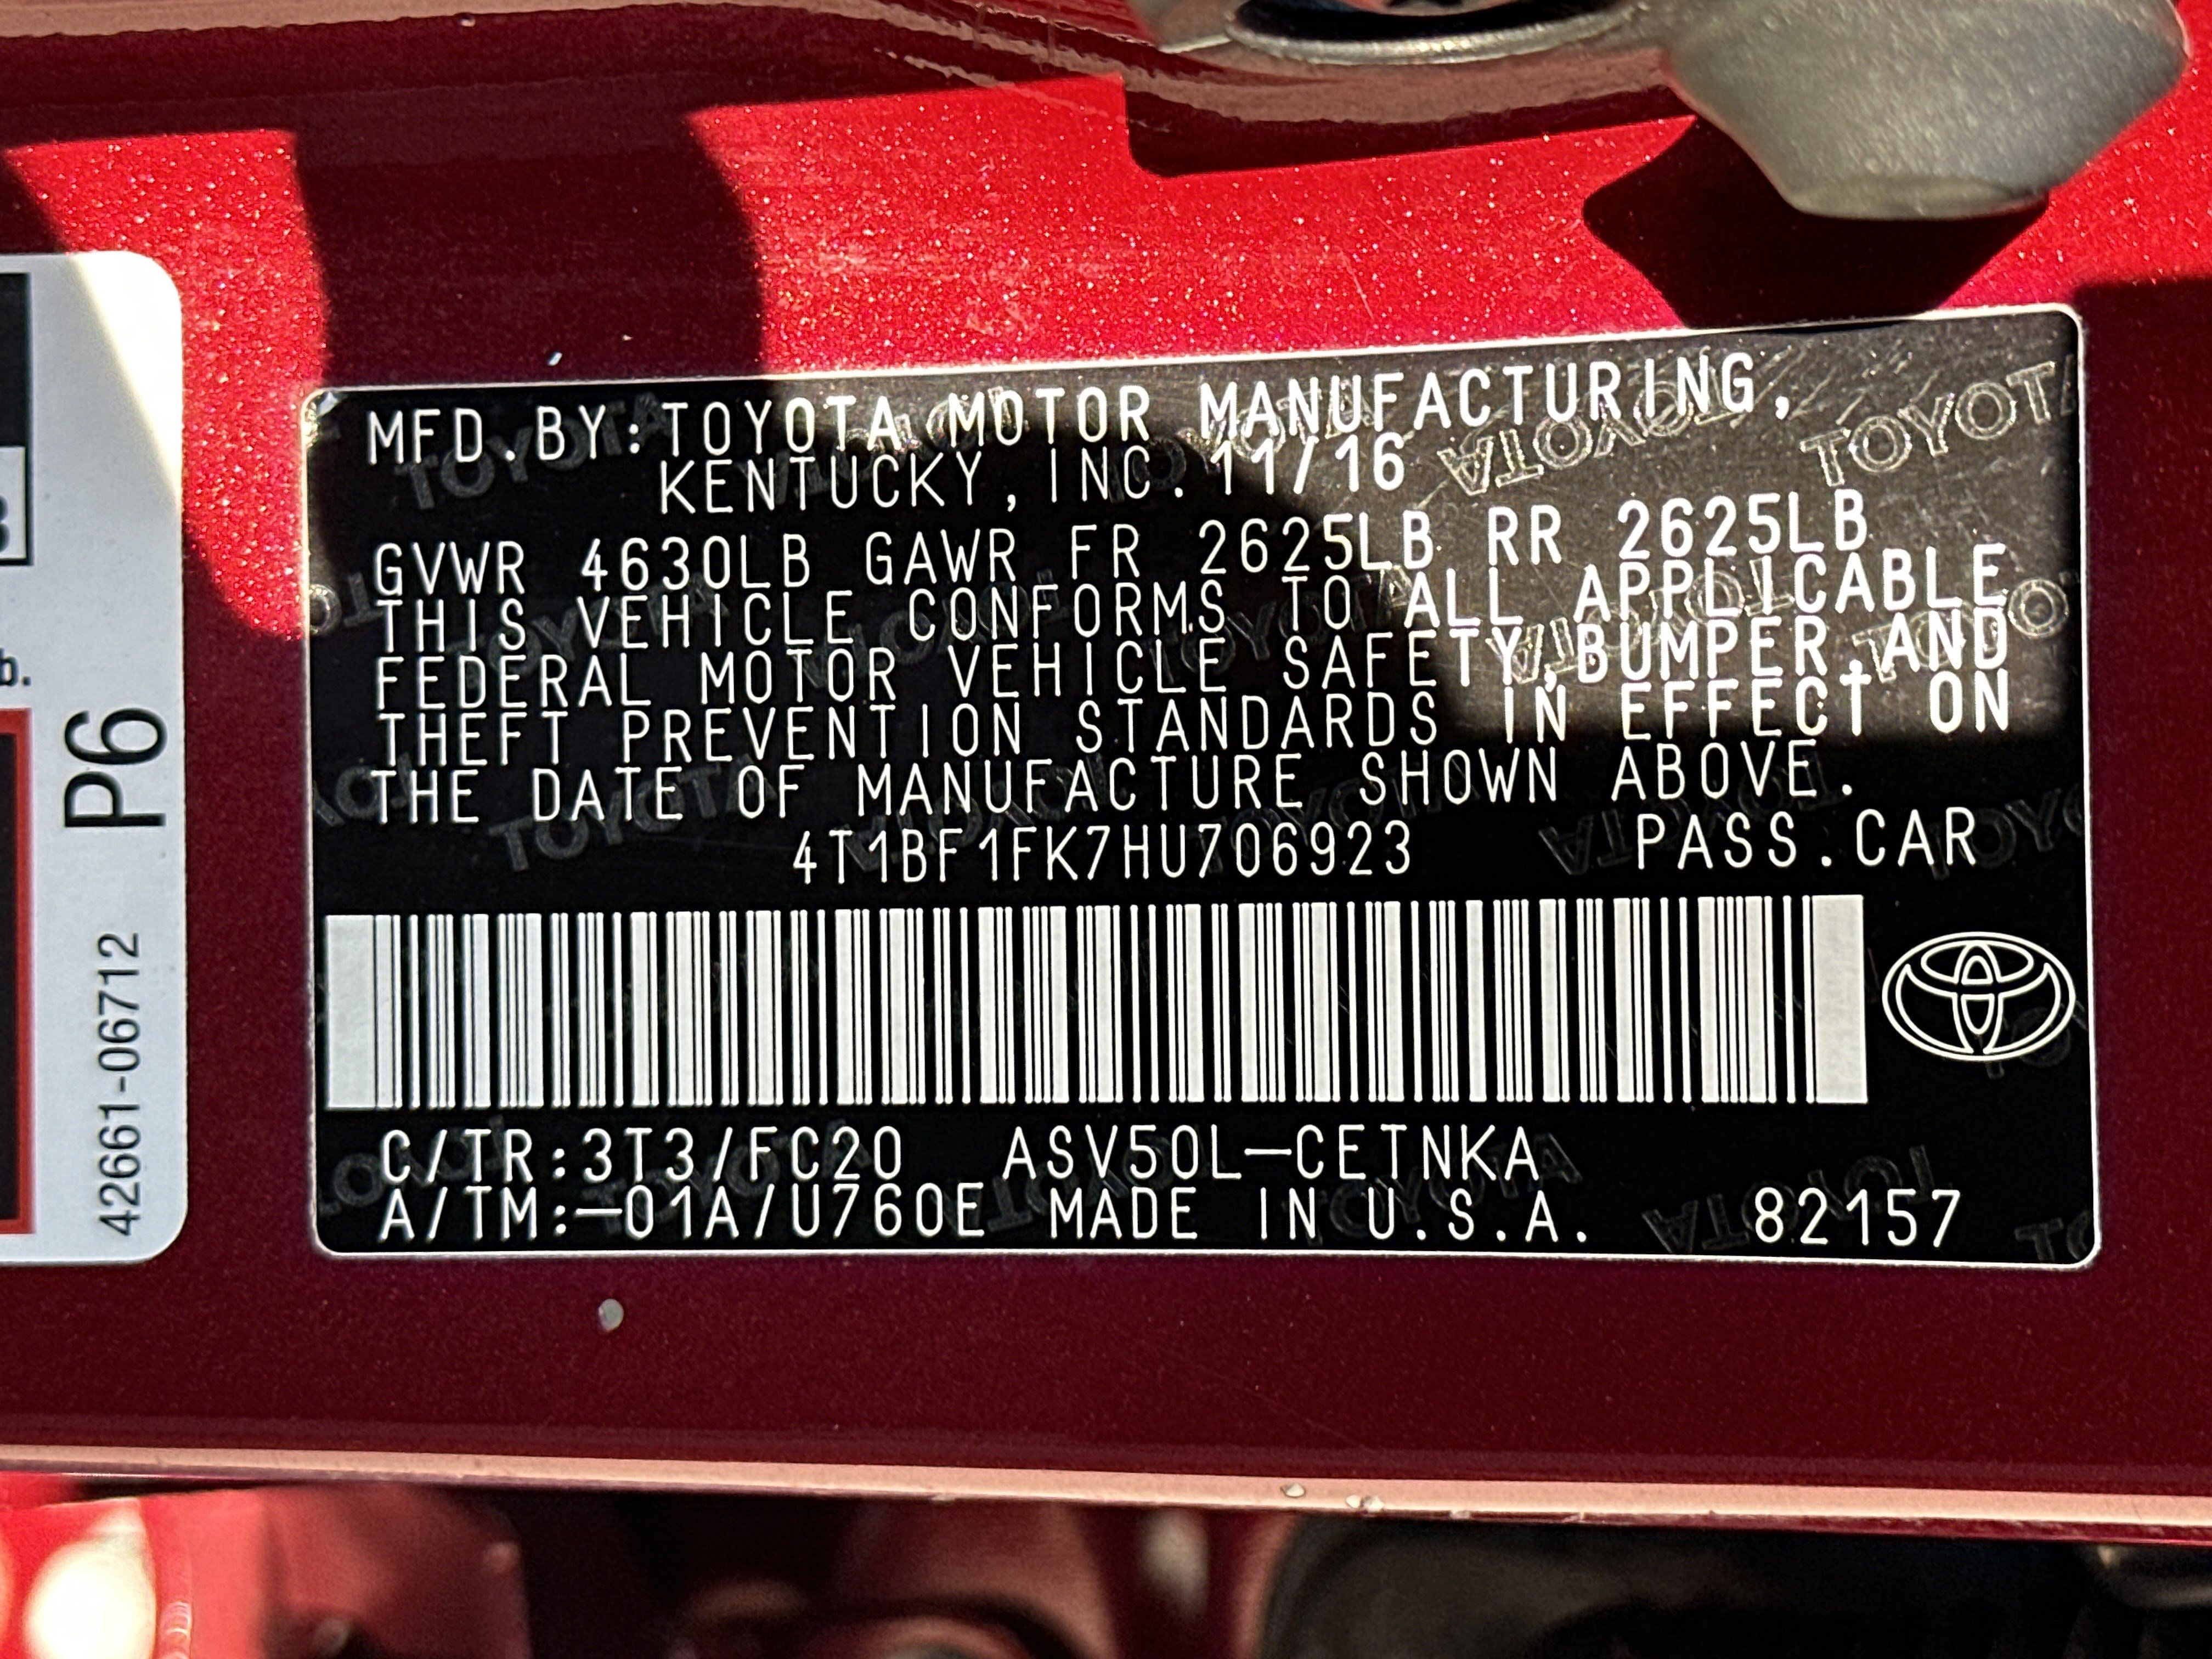 MFD.BY:TOYOTA MOTOR MANUFACTURING,
KENTUCKY, INC. 11/16
GVWR 4630LB GAWR FR 2625LB RR 2625LB
THIS VEHICLE CONFORMS TO ALL APPLICABLE
FEDERAL MOTOR VEHICLE SAFETY,BUMPER,AND
THEFT PREVENTION STANDARDS IN EFFECT ON
THE DATE OF MANUFACTURE SHOWN ABOVE.
4T1BF1FK7HU706923 PASS.CAR
C/TR:3T3/FC20 ASV50L-CETNKA
A/TM:-01A/U760E MADE IN U.S.A. 82157
P6
42661-06712